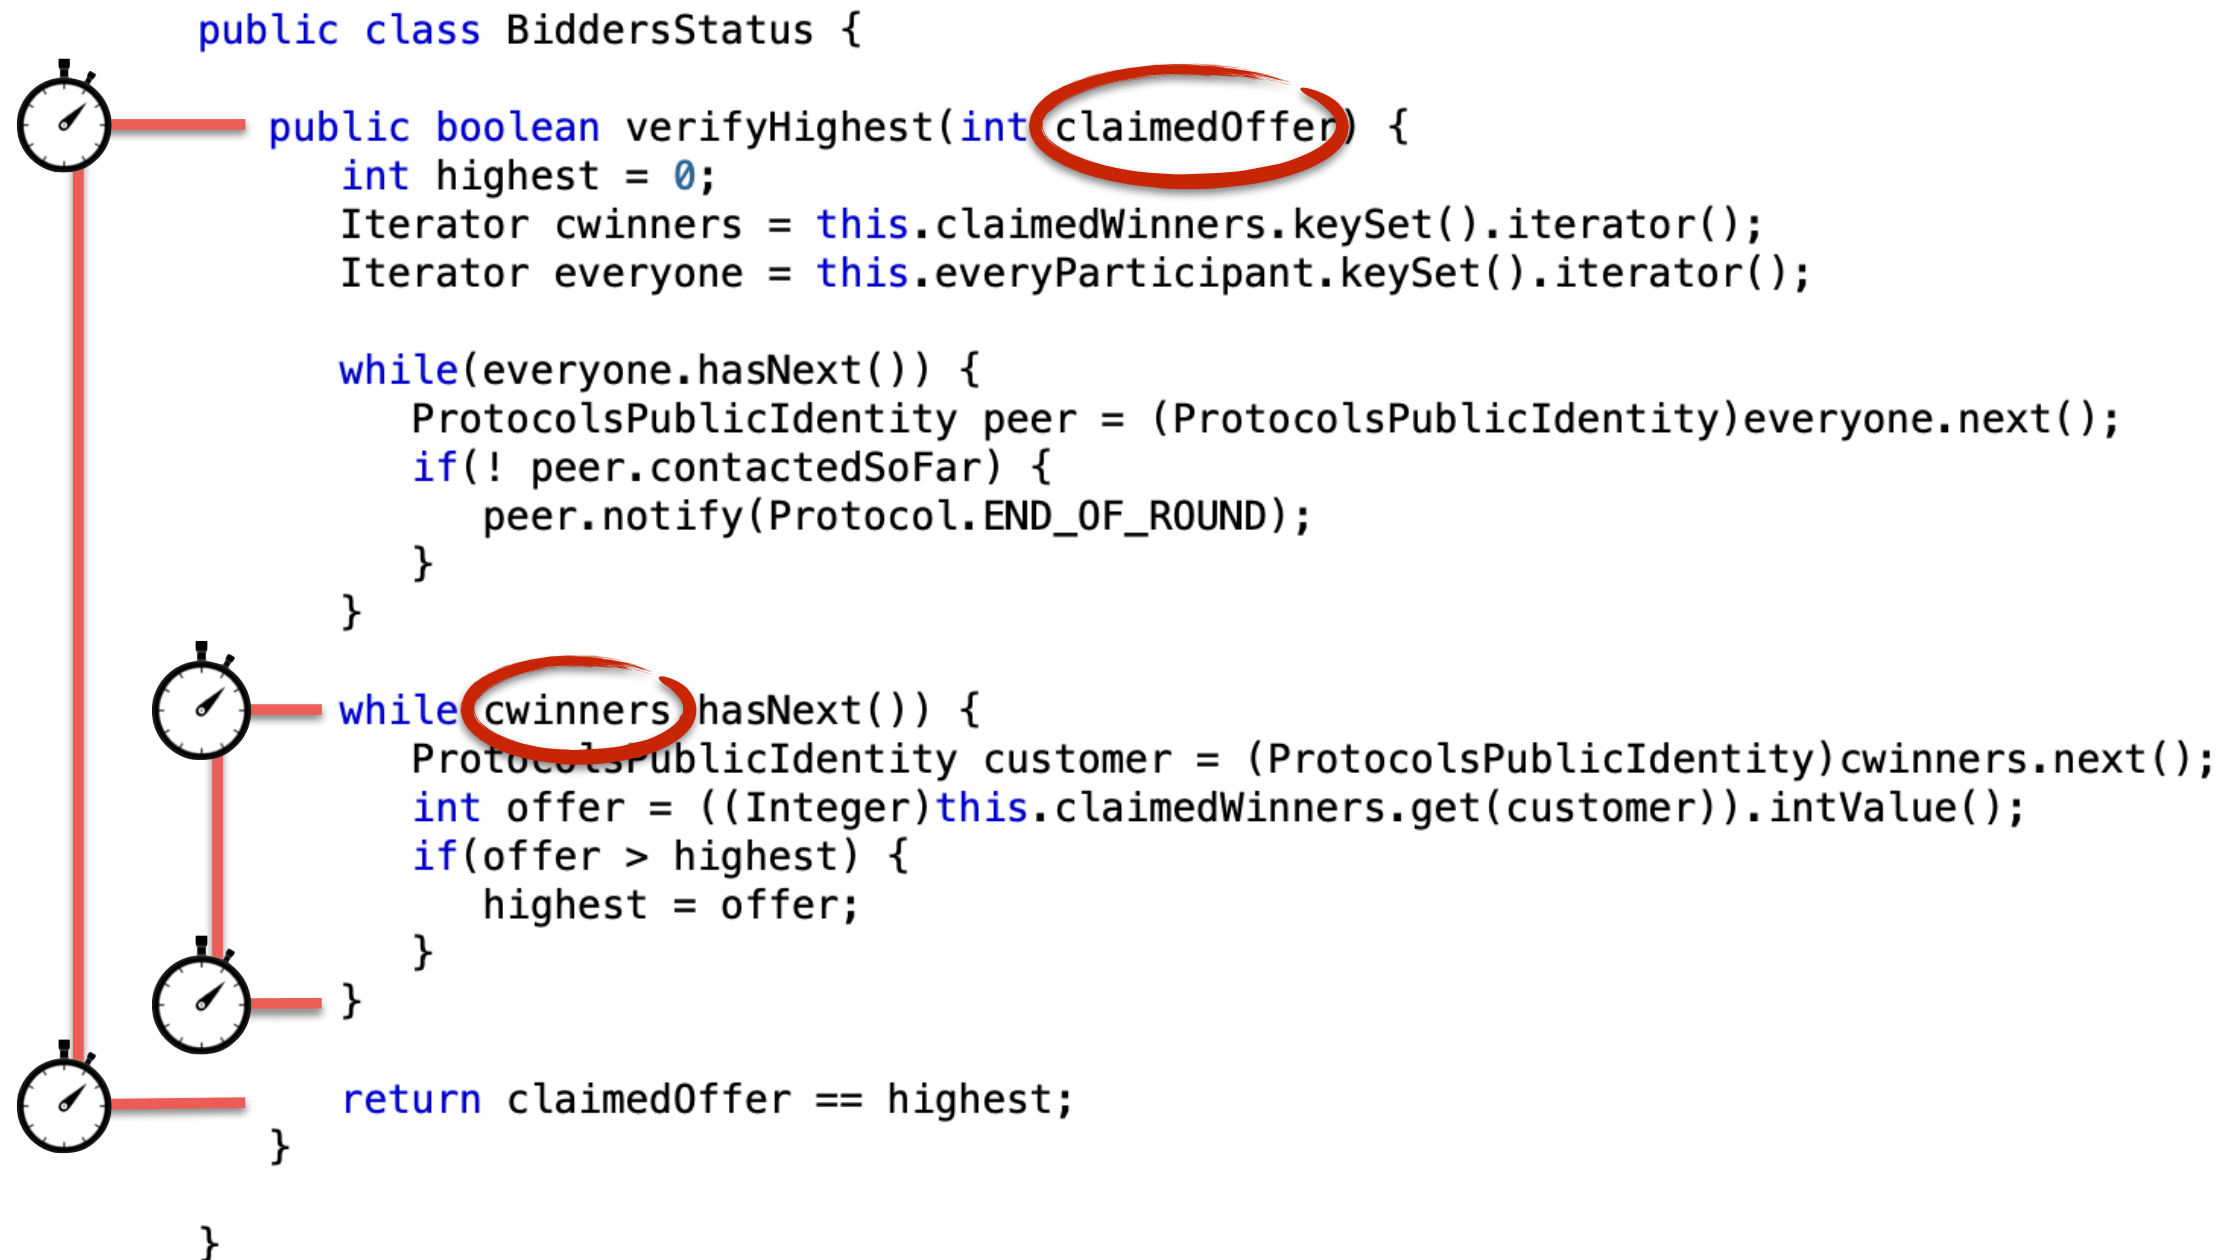 public class BiddersStatus {
public boolean verifyHighest(int claimedOffer) {
int highest = 0;
Iterator cwinners = this.claimedWinners.keySet().iterator();
Iterator everyone = this.everyParticipant.keySet().iterator();
while(everyone.hasNext()) {
ProtocolsPublicIdentity peer = (ProtocolsPublicIdentity)everyone.next();
if(! peer.contactedSoFar) {
peer.notify(Protocol.END_OF_ROUND);
}
}
while(cwinners.hasNext()) {
ProtocolsPublicIdentity customer = (ProtocolsPublicIdentity)cwinners.next();
int offer = ((Integer)this.claimedWinners.get(customer)).intValue();
if(offer > highest) {
highest = offer;
}
}
return claimedOffer == highest;
}
}